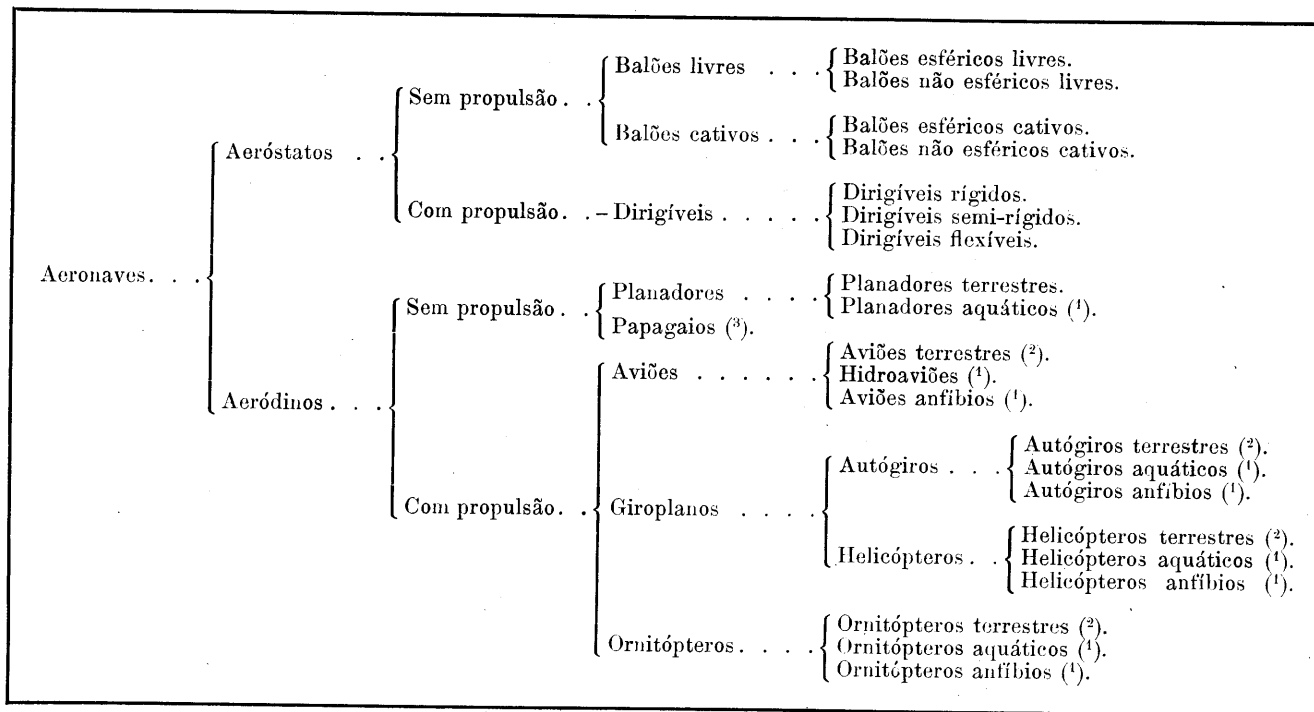 Balões livres . . . Balões esféricos livres.
Balões não esféricos livres.
Sem propulsão . .
Balões cativos . . . Balões esféricos cativos.
Balões não esféricos cativos.
Aeróstatos . . .
Dirigíveis rígidos.
Com propulsão. . – Dirigíveis . . . . . Dirigíveis semi-rígidos.
Dirigíveis flexíveis.
Aeronaves. . . .
Sem propulsão . . Planadores . . . . Planadores terrestres.
Planadores aquáticos (1).
Papagaios (3).
Aviões . . . . . . Aviões terrestres (2).
Hidroaviões (1).
Aviões anfíbios (1).
Aeródinos . . .
Autógiros . . . Autógiros terrestres (2).
Autógiros aquáticos (1).
Autógiros anfíbios (1).
Com propulsão. . Giroplanos . . . .
Helicópteros . . Helicópteros terrestres (2).
Helicópteros aquáticos (1).
Helicópteros anfíbios (1).
Ornitópteros . . . . Ornitópteros terrestres (2).
Ornitópteros aquáticos (1).
Ornitópteros anfíbios (1).